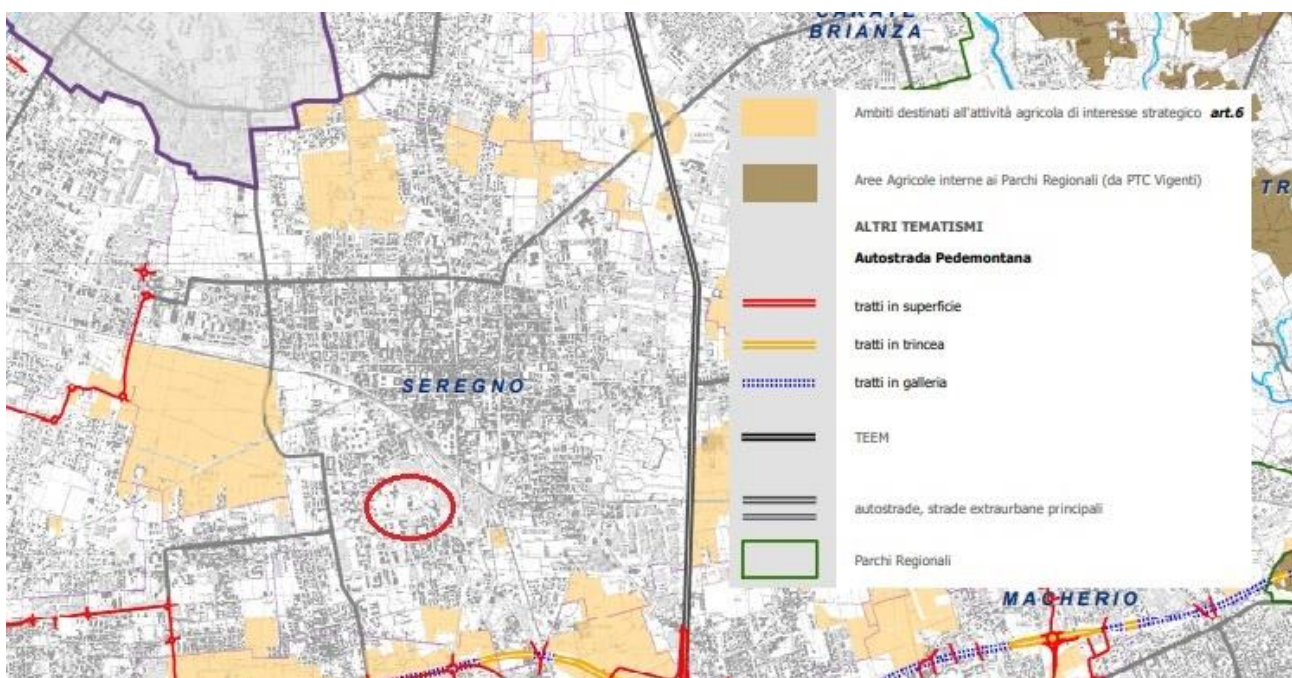 CARATE
BRIANZA
Ambiti destinati all'attività agricola di interesse strategico art.6
Aree Agricole interne ai Parchi Regionali (da PTC Vigenti)
TR
ALTRI TEMATISMI
Autostrada Pedemontana
tratti in superficie
tratti in trincea
SEREGNO
tratti in galleria
TEEM
autostrade, strade extraurbane principali
Parchi Regionali
MACHERIO